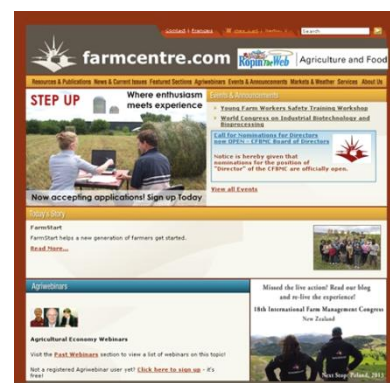 Contact | Français
Search
farmcentre.com
Ropin' the Web
Agriculture and Food
Resources & Publications News & Current Issues Featured Sections Agriwebinars Events & Announcements Markets & Weather Services About Us
STEP UP
Where enthusiasm
meets experience
Now accepting applications! Sign up Today
Events & Announcements
Young Farm Workers Safety Training Workshop
World Congress on Industrial Biotechnology and
Bioprocessing
Call for Nominations for Directors
now OPEN - CFBMC Board of Directors
Notice is hereby given that
nominations for the position of
"Director" of the CFBMC are officially open.
View all Events
Today's Story
FarmStart
FarmStart helps a new generation of farmers get started.
Read More...
Agriwebinars
Agricultural Economy Webinars
Visit the Past Webinars section to view a list of webinars on this topic!
Not a registered Agriwebinar user yet? Click here to sign up - it's
free!
Missed the live action? Read our blog
and re-live the experience!
18th International Farm Management Congress
New Zealand
Next Stop: Poland, 2013